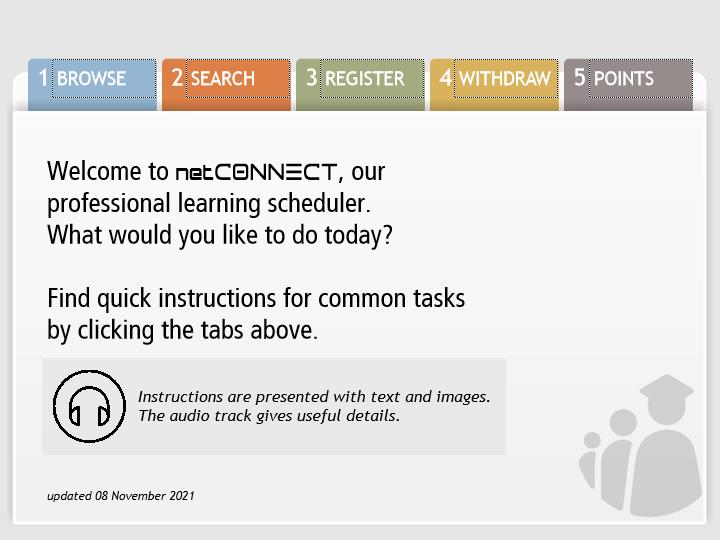 1 BROWSE 2 SEARCH 3 REGISTER 4 WITHDRAW 5 POINTS
Welcome to netCONNECT, our
professional learning scheduler.
What would you like to do today?
Find quick instructions for common tasks
by clicking the tabs above.
Instructions are presented with text and images.
The audio track gives useful details.
updated 08 November 2021